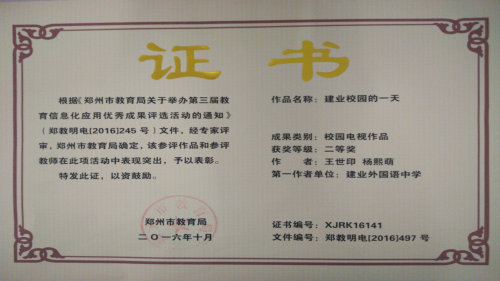 证书
根据《郑州市教育局关于举办第三届教
育信息化应用优秀成果评选活动的通知》
(郑教明电[2016]245 号)文件，经专家评
审，郑州市教育局确定，该参评作品和参评
教师在此项活动中表现突出，予以表彰。
特发此证，以资鼓励。
郑州市教育局
二〇一六年十月
作品名称：建业校园的一天
成果类别：校园电视作品
获奖等级：二等奖
作 者：王世印 杨熙萌
第一作者单位：建业外国语中学
证书编号：XJRK16141
文件编号：郑教明电[2016]497 号